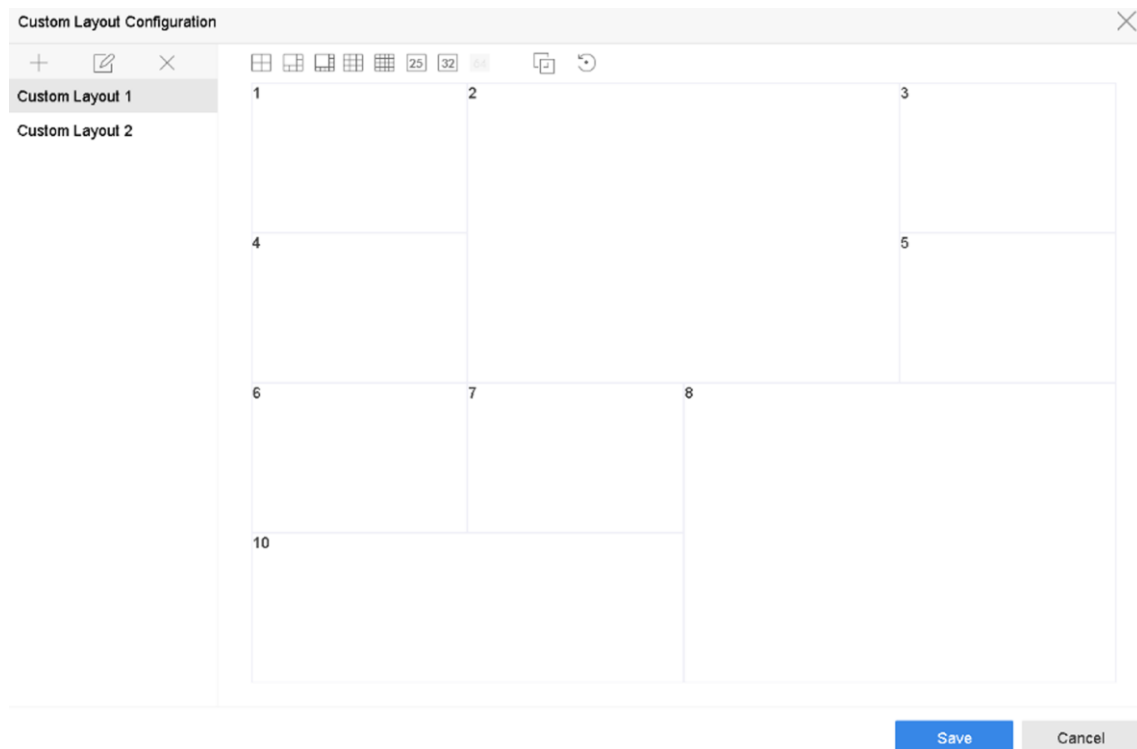 Custom Layout Configuration
25 32 64
Custom Layout 1
Custom Layout 2
1 2 3
4 5
6 7 8
10
Save Cancel